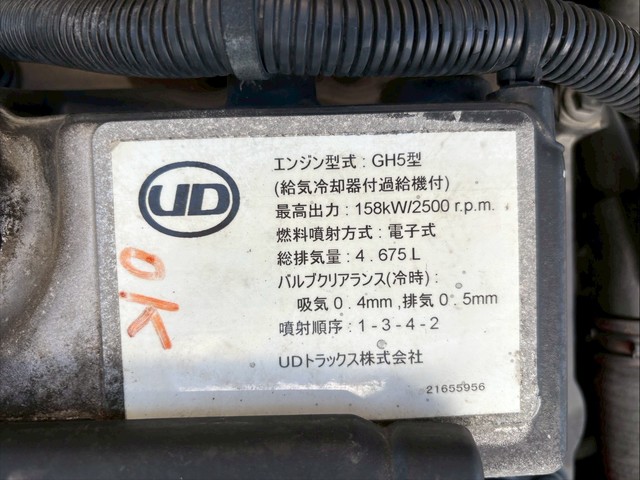 UD
エンジン型式 : GH5型
(給気冷却器付過給機付)
最高出力 : 158kW/2500 r.p.m.
燃料噴射方式 : 電子式
総排気量 : 4.675 L
バルブクリアランス(冷時) :
吸気 0.4mm ,排気 0.5mm
噴射順序 : 1-3-4-2
UDトラックス株式会社
21655956
OK